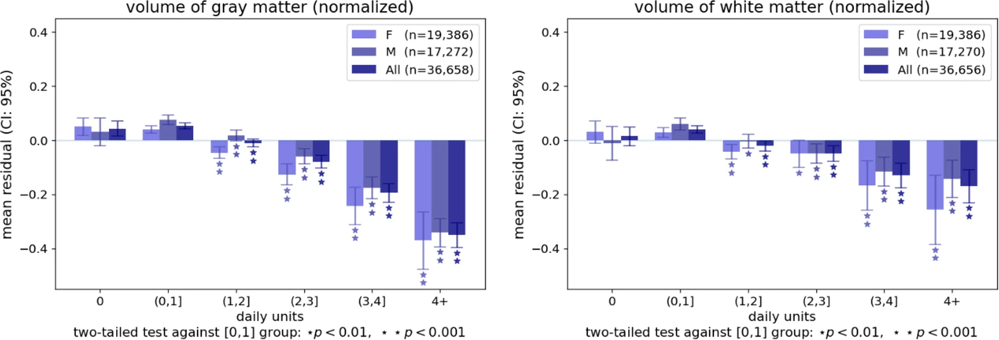 volume of gray matter (normalized)
0.4
0.2
0.0
−0.2
−0.4
mean residual (CI: 95%)
F (n=19,386)
M (n=17,272)
All (n=36,658)
0 (0,1] (1,2] (2,3] (3,4] 4+
daily units
two-tailed test against [0,1] group: ⋆p < 0.01, ⋆⋆p < 0.001
volume of white matter (normalized)
0.4
0.2
0.0
−0.2
−0.4
mean residual (CI: 95%)
F (n=19,386)
M (n=17,270)
All (n=36,656)
0 (0,1] (1,2] (2,3] (3,4] 4+
daily units
two-tailed test against [0,1] group: ⋆p < 0.01, ⋆⋆p < 0.001